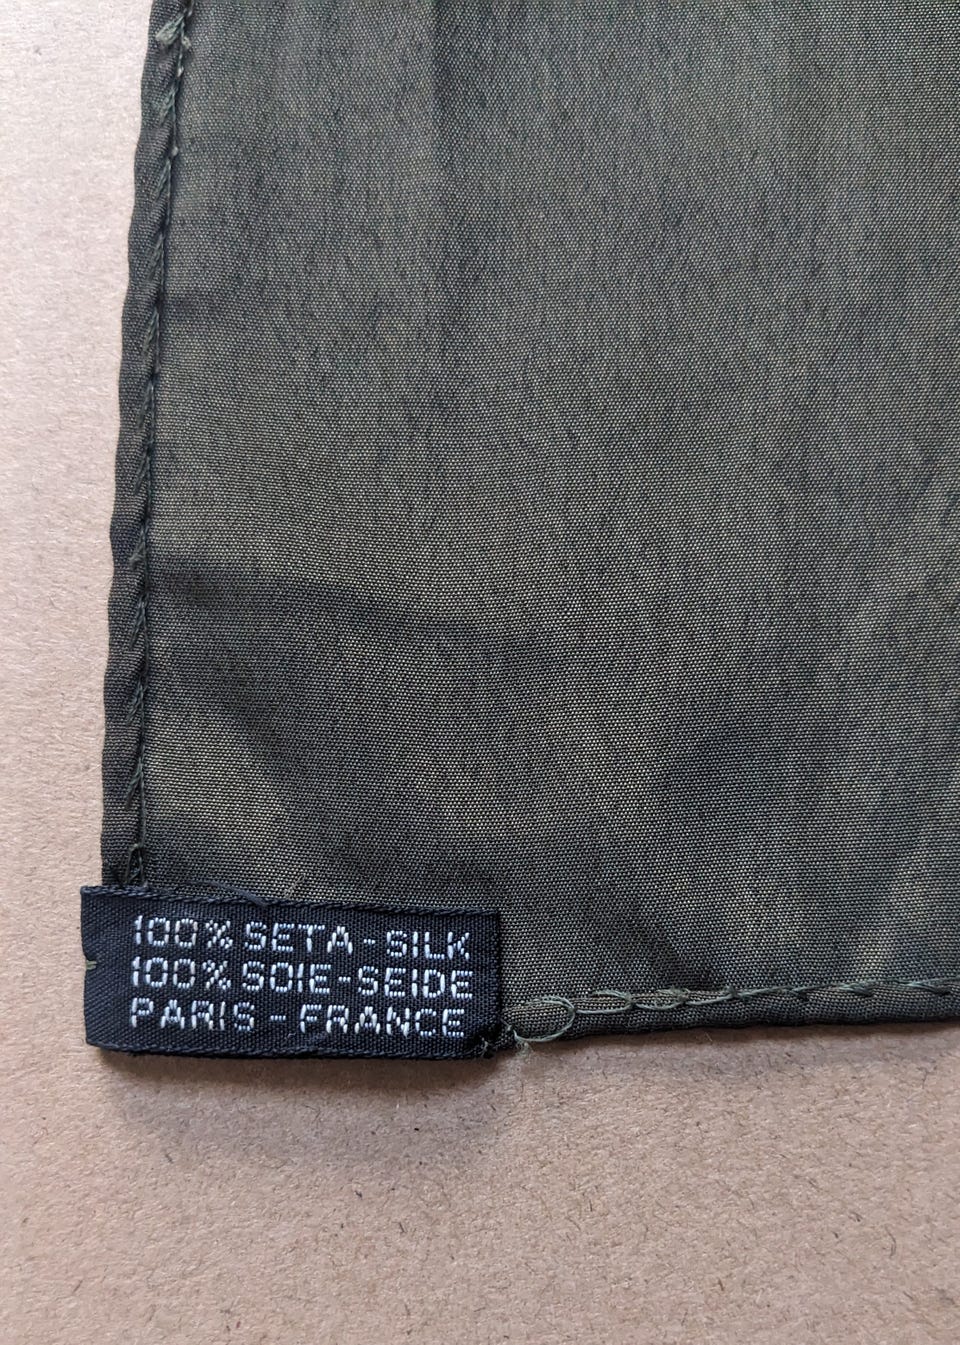 100% SETA-SILK
100% SOIE-SEIDE
PARIS - FRANCE